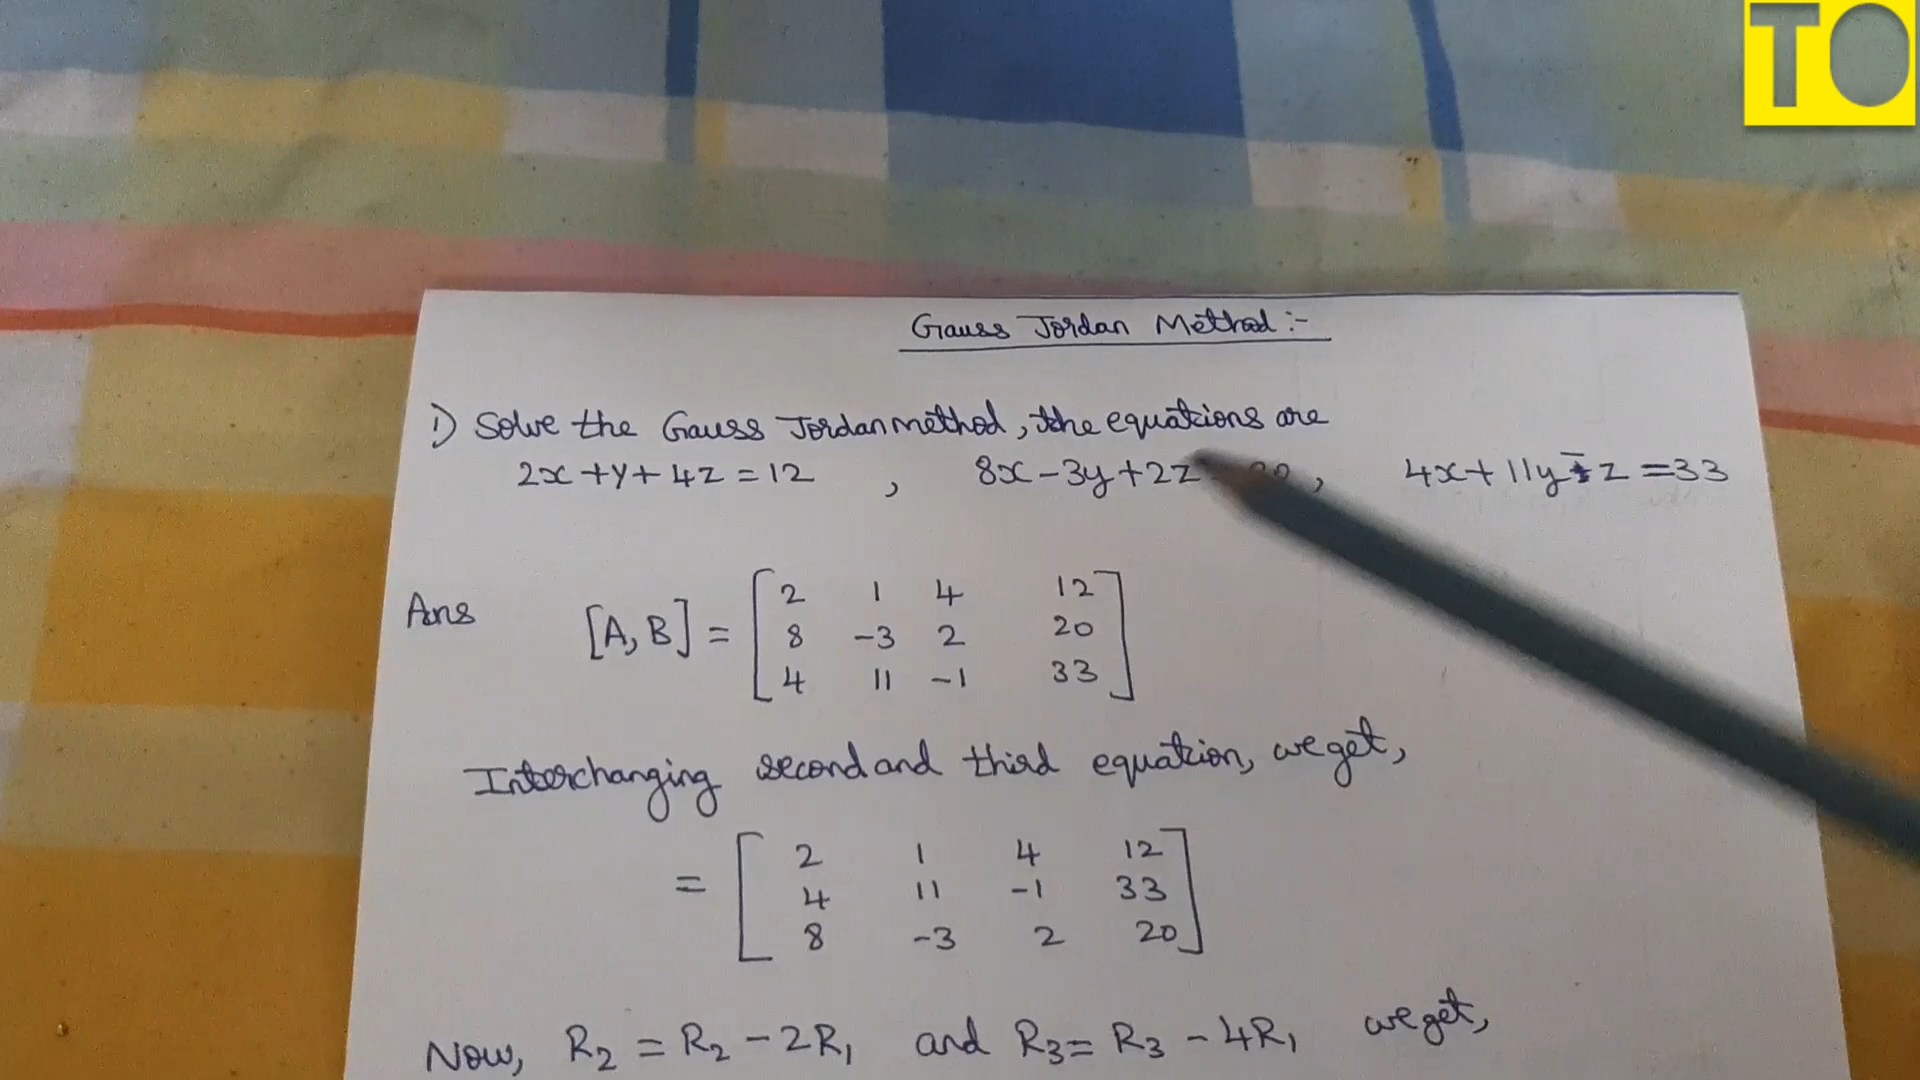 TO
Gauss Jordan Method :-
1) Solve the Gauss Jordan method, the equations are
2x + y + 4z = 12 , 8x - 3y + 2z , 4x + 11y - z = 33
Ans [A, B] =
2 1 4 12
8 -3 2 20
4 11 -1 33
Interchanging second and third equation, we get,
=
2 1 4 12
4 11 -1 33
8 -3 2 20
Now, R₂ = R₂ - 2R₁ and R₃ = R₃ - 4R₁ we get,